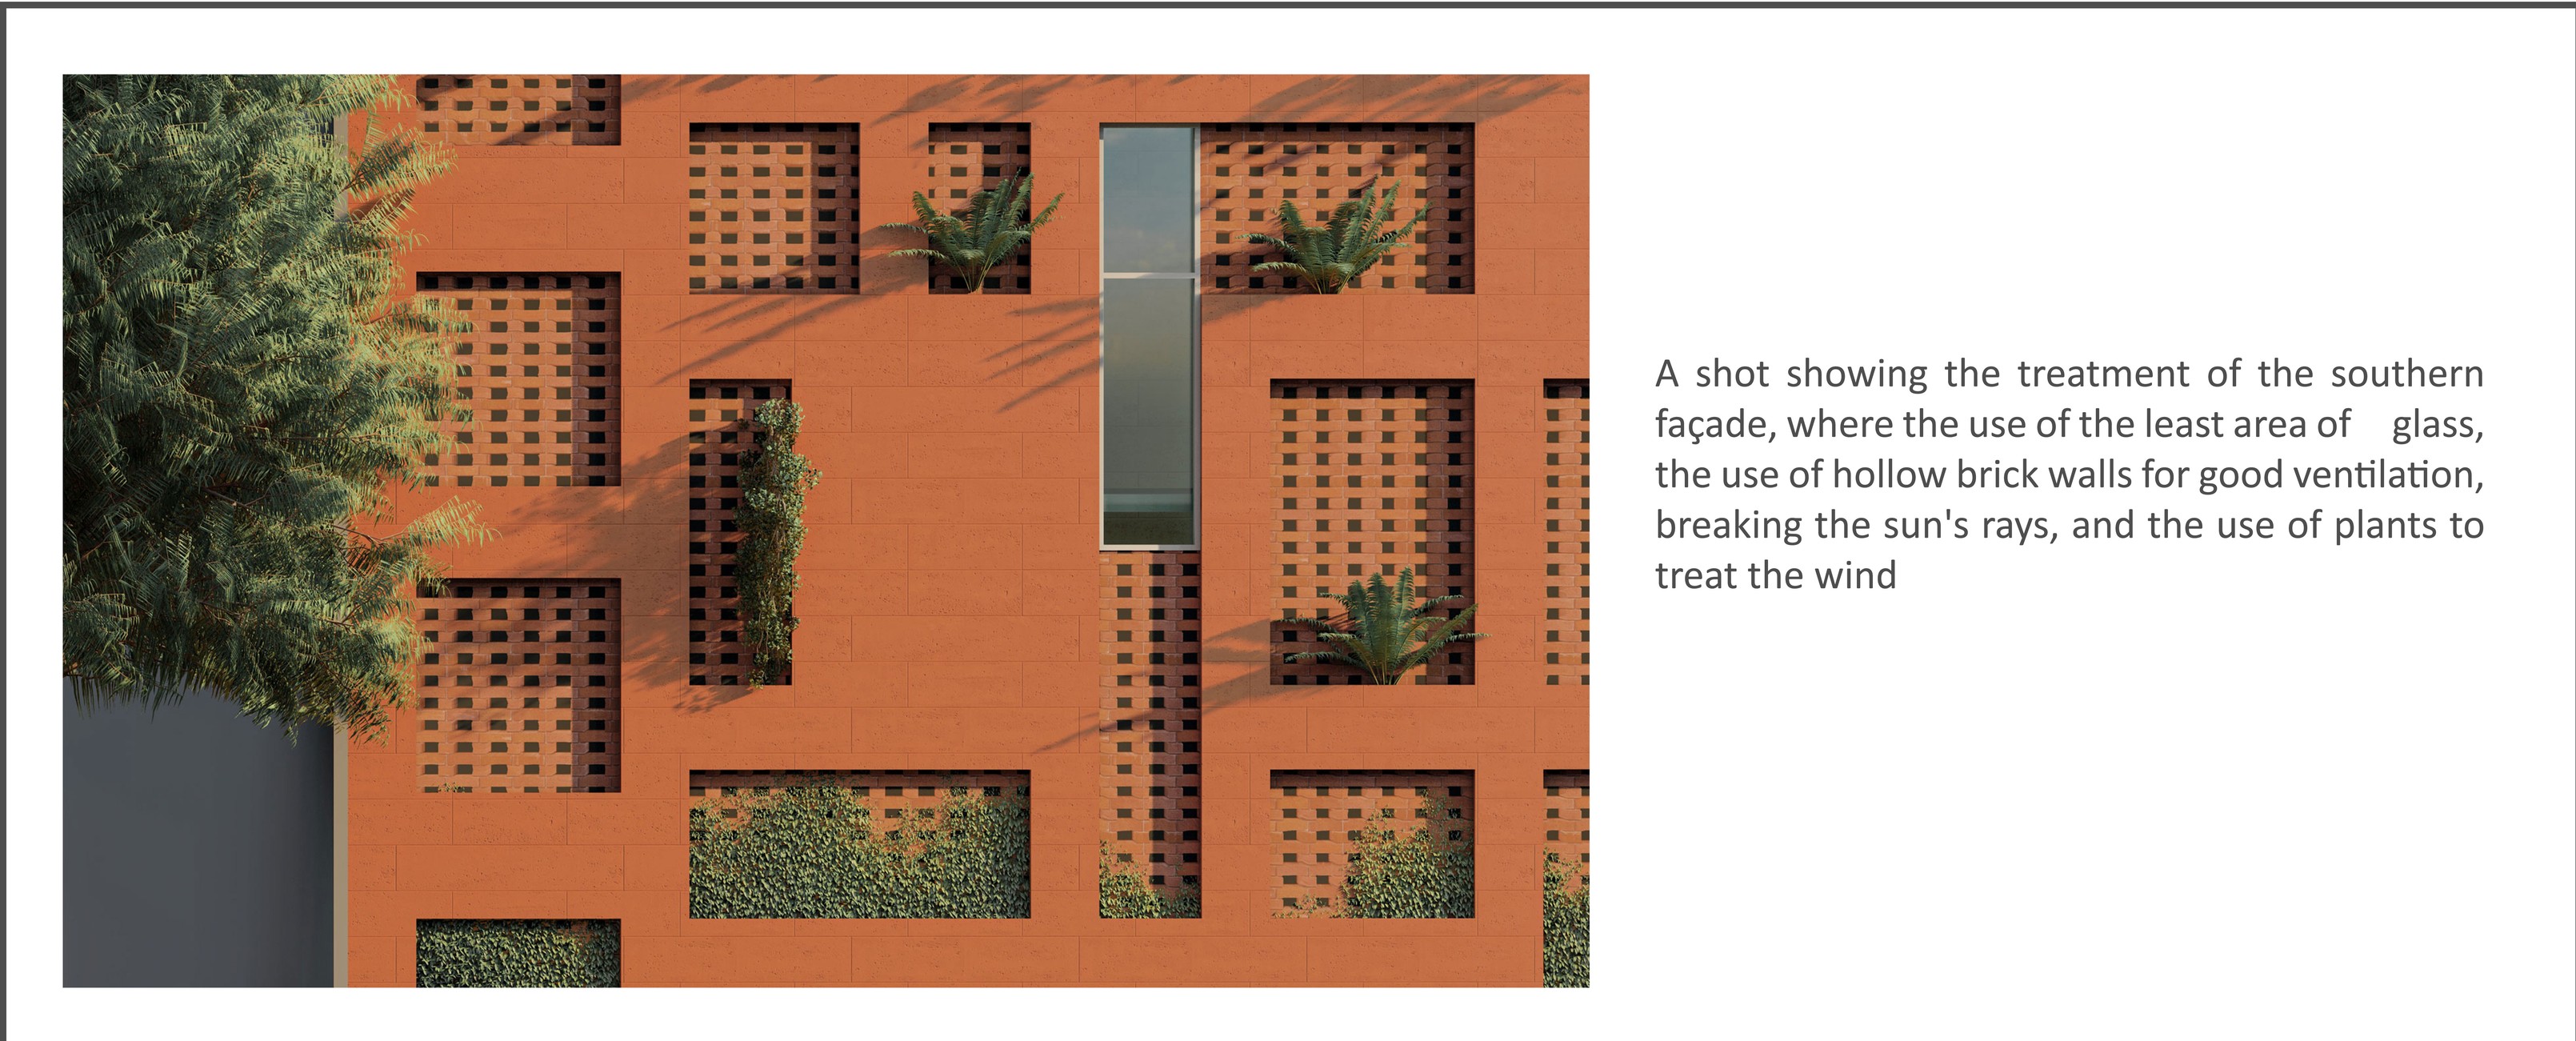 A shot showing the treatment of the southern
façade, where the use of the least area of glass,
the use of hollow brick walls for good ventilation,
breaking the sun's rays, and the use of plants to
treat the wind